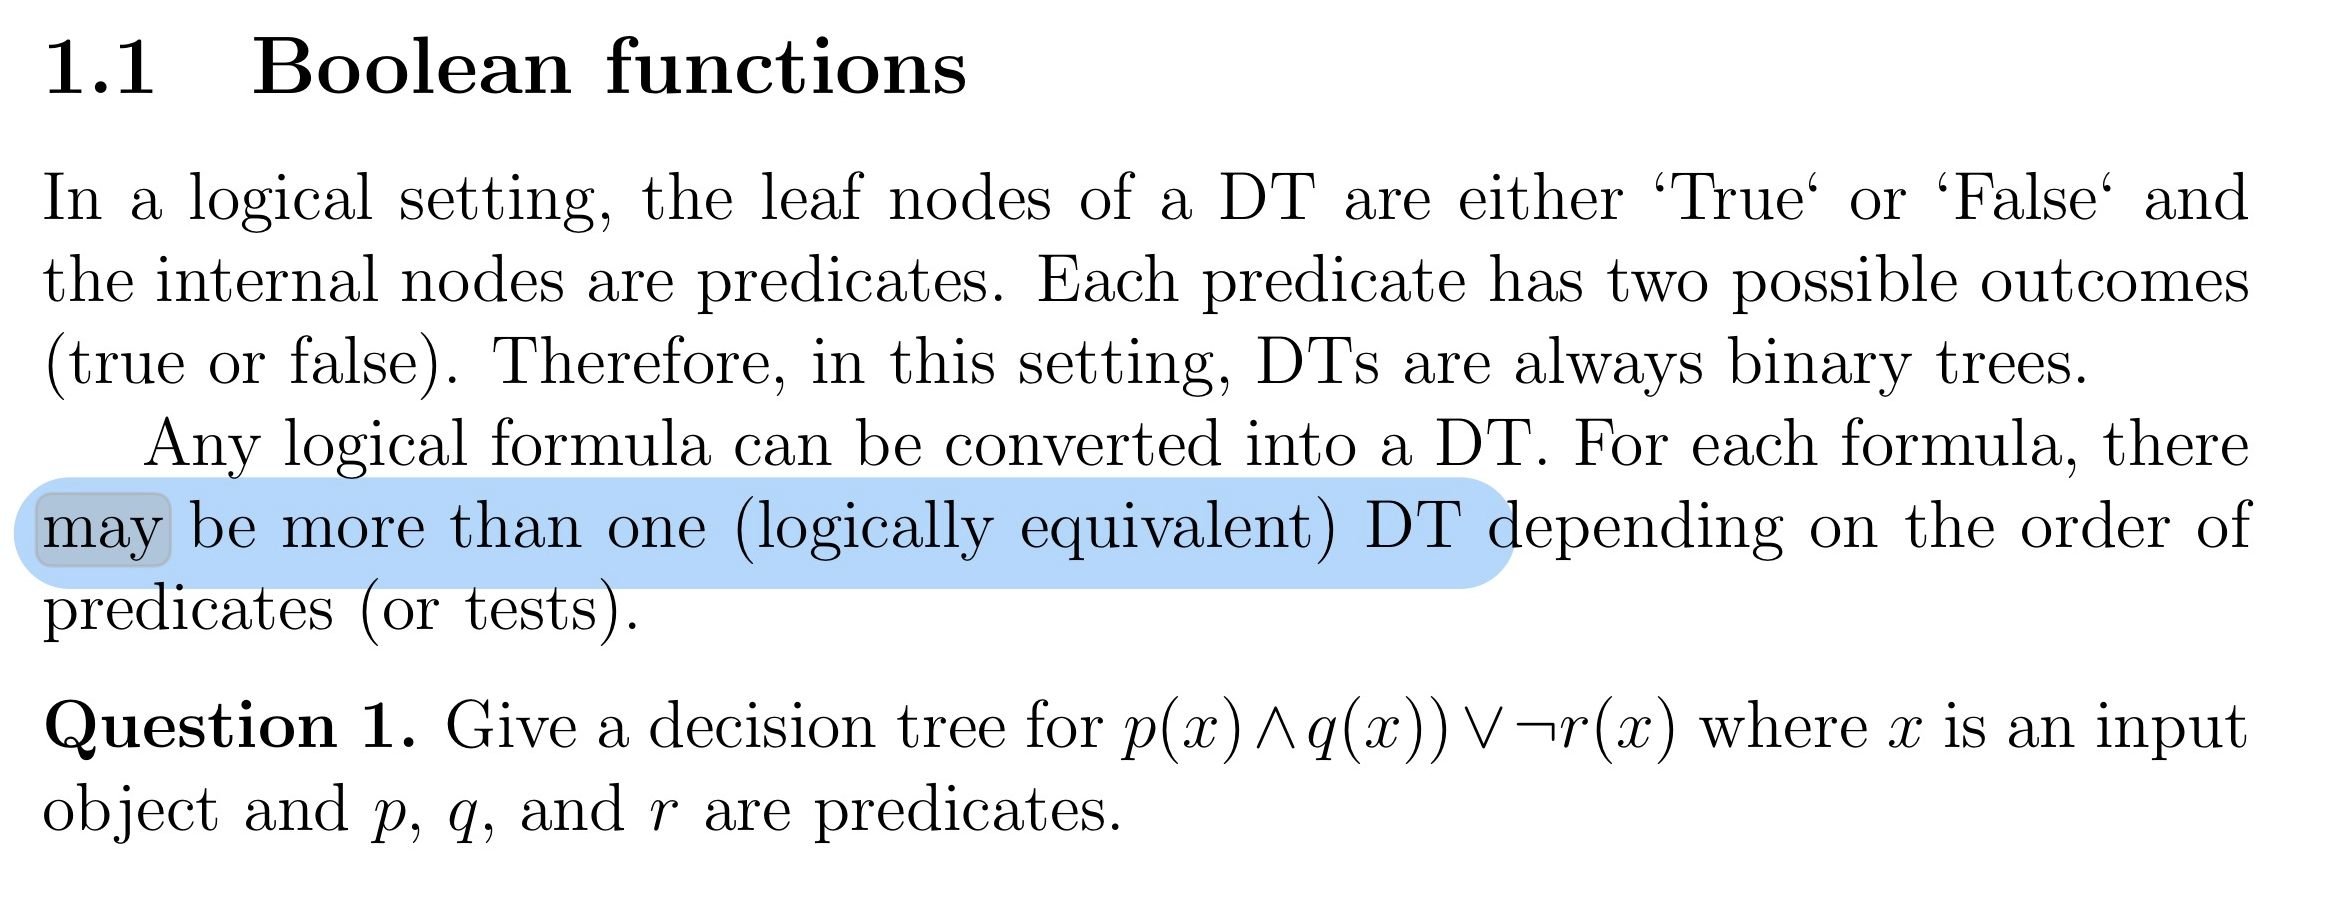 1.1 Boolean functions
In a logical setting, the leaf nodes of a DT are either ‘True‘ or ‘False‘ and
the internal nodes are predicates. Each predicate has two possible outcomes
(true or false). Therefore, in this setting, DTs are always binary trees.
Any logical formula can be converted into a DT. For each formula, there
may be more than one (logically equivalent) DT depending on the order of
predicates (or tests).
Question 1. Give a decision tree for p(x)∧q(x))∨¬r(x) where x is an input
object and p, q, and r are predicates.